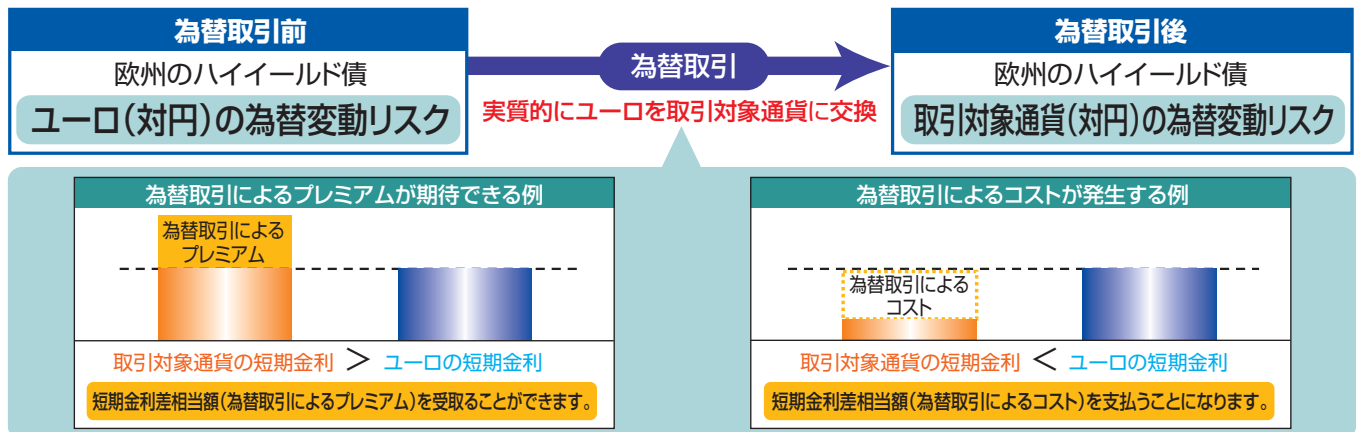 為替取引前
欧州のハイイールド債
ユーロ(対円)の為替変動リスク
為替取引
実質的にユーロを取引対象通貨に交換
為替取引後
欧州のハイイールド債
取引対象通貨(対円)の為替変動リスク
為替取引によるプレミアムが期待できる例
為替取引による
プレミアム
取引対象通貨の短期金利 > ユーロの短期金利
短期金利差相当額(為替取引によるプレミアム)を受取ることができます。
為替取引によるコストが発生する例
為替取引による
コスト
取引対象通貨の短期金利 < ユーロの短期金利
短期金利差相当額(為替取引によるコスト)を支払うことになります。